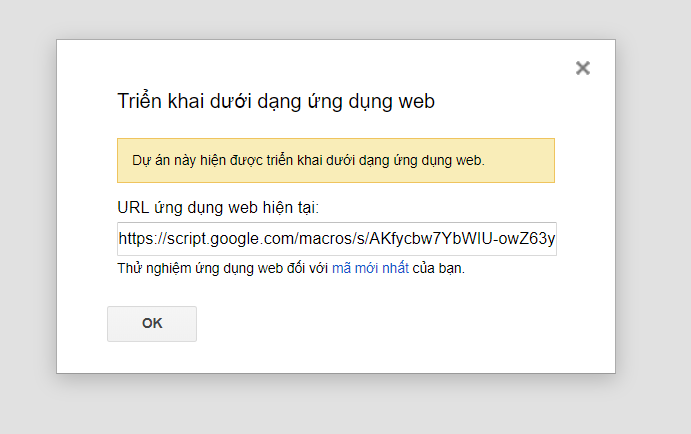 Triển khai dưới dạng ứng dụng web
Dự án này hiện được triển khai dưới dạng ứng dụng web.
URL ứng dụng web hiện tại:
https://script.google.com/macros/s/AKfycbw7YbWIU-owZ63y
Thử nghiệm ứng dụng web đối với mã mới nhất của bạn.
OK